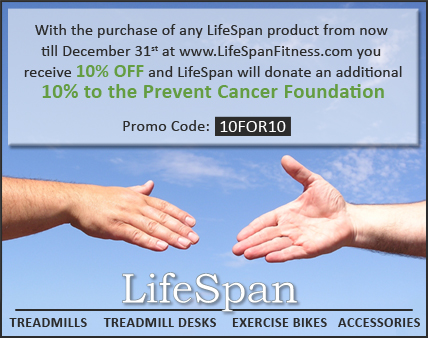 With the purchase of any LifeSpan product from now
till December 31st at www.LifeSpanFitness.com you
receive 10% OFF and LifeSpan will donate an additional
10% to the Prevent Cancer Foundation
Promo Code: 10FOR10
LifeSpan
TREADMILLS TREADMILL DESKS EXERCISE BIKES ACCESSORIES